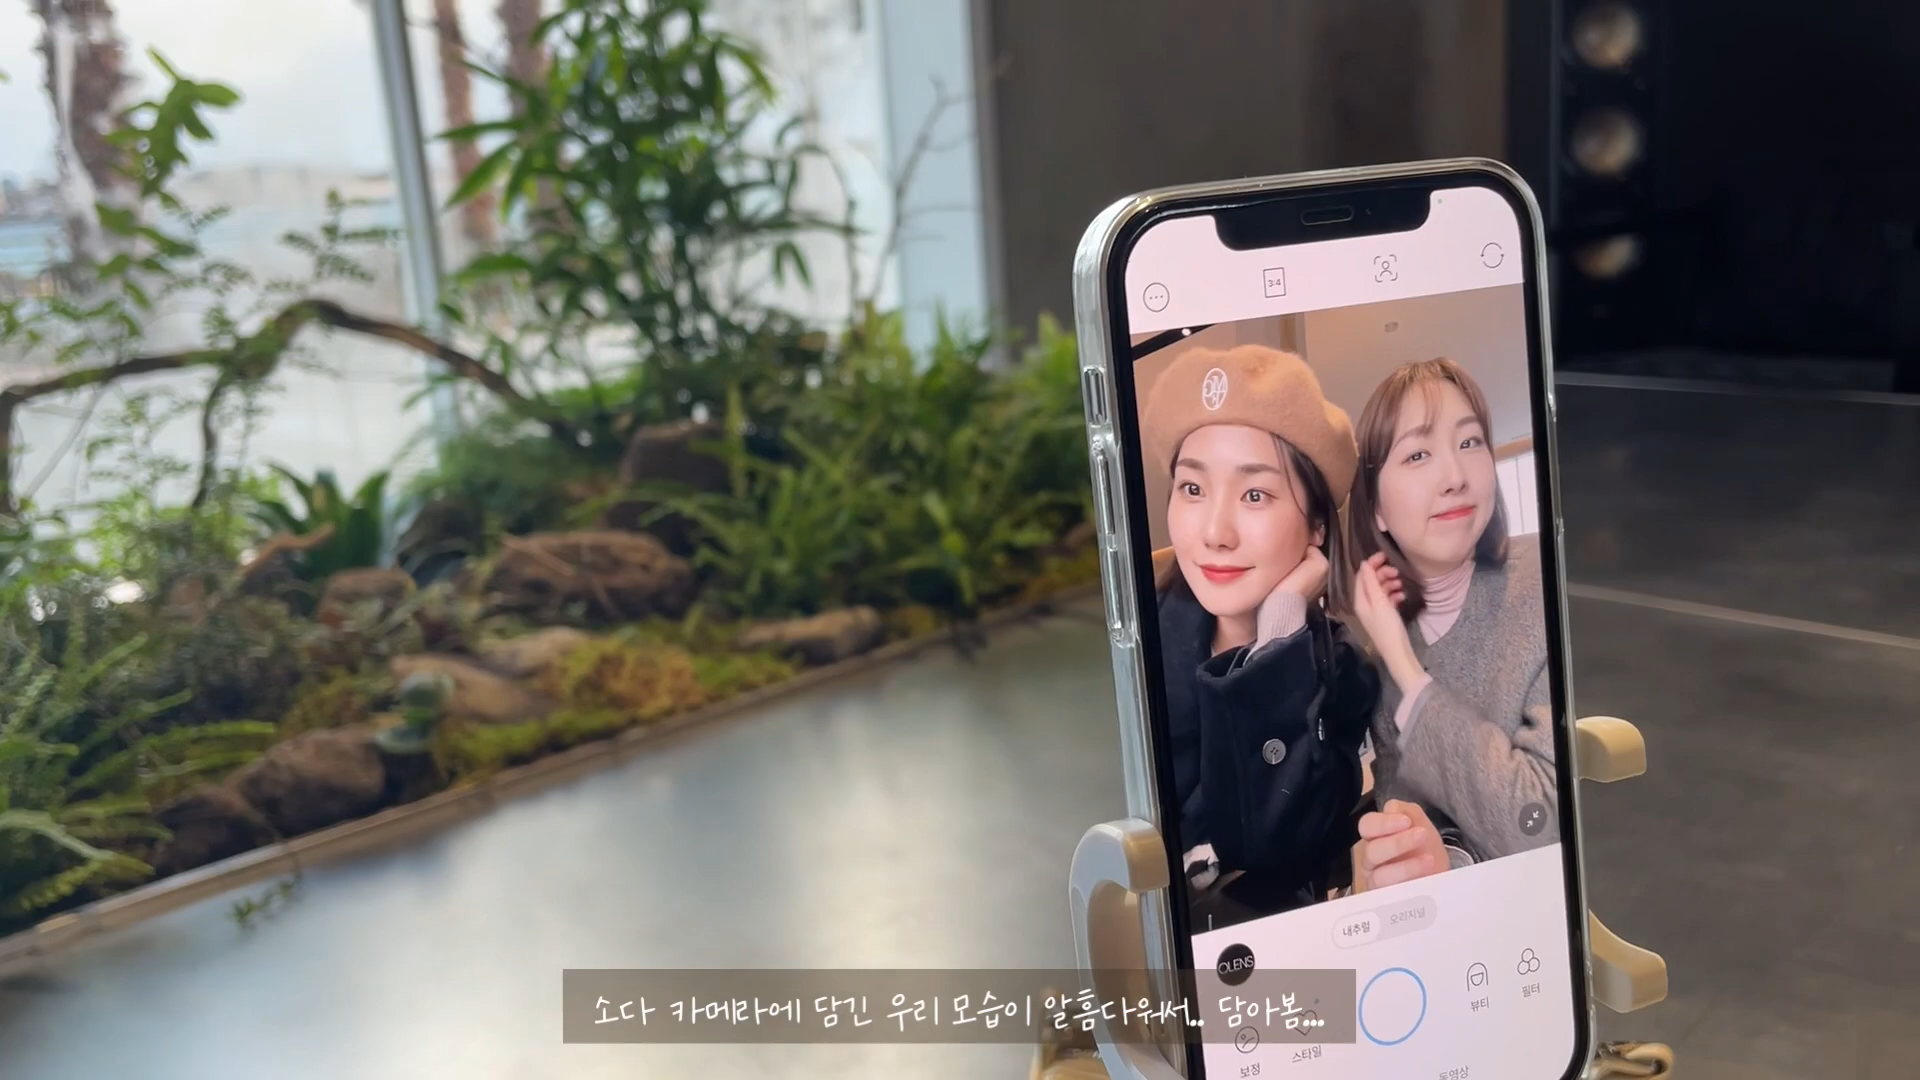 3:4
내추럴 오리지널
OLENS
뷰티
필터
소다 카메라에 담긴 우리 모습이 알흠다워서.. 담아봄...
보정
스타일
동영상